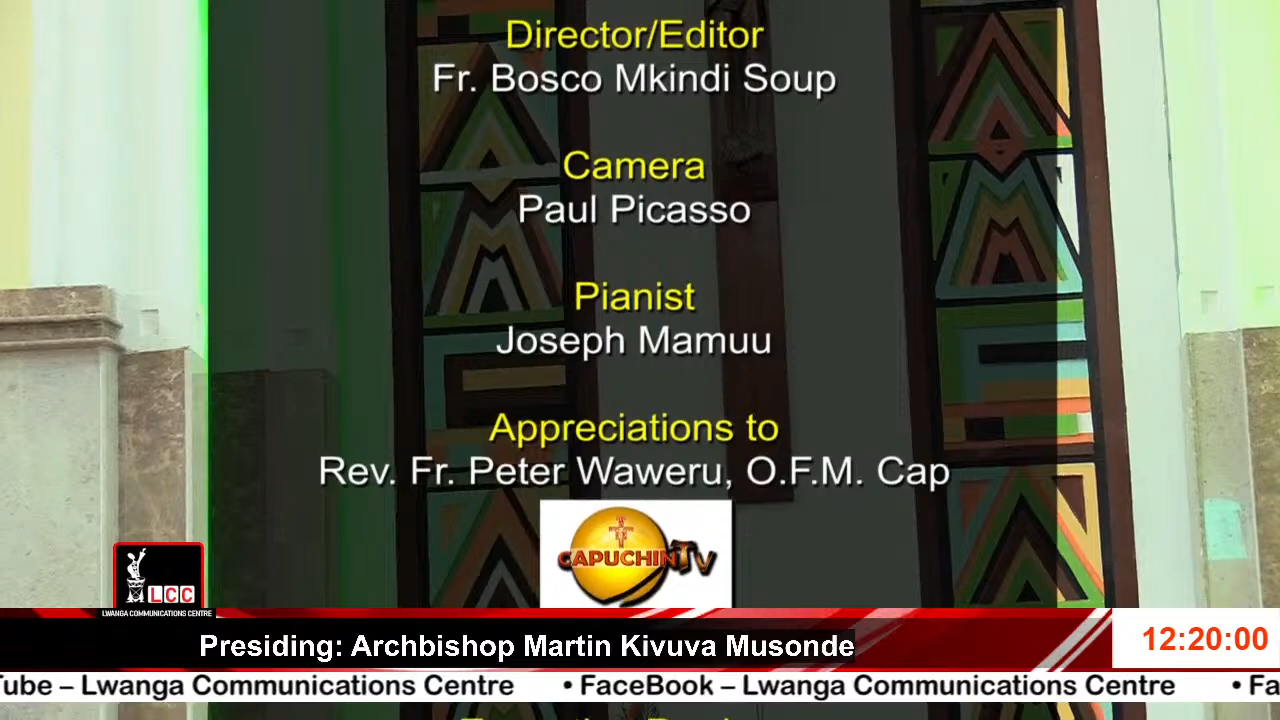 Director/Editor
Fr. Bosco Mkindi Soup
Camera
Paul Picasso
Pianist
Joseph Mamuu
Appreciations to
Rev. Fr. Peter Waweru, O.F.M. Cap
CAPUCHIN TV
LCC
LWANGA COMMUNICATIONS CENTRE
Presiding: Archbishop Martin Kivuva Musonde
12:20:00
Tube – Lwanga Communications Centre • FaceBook – Lwanga Communications Centre • Fa